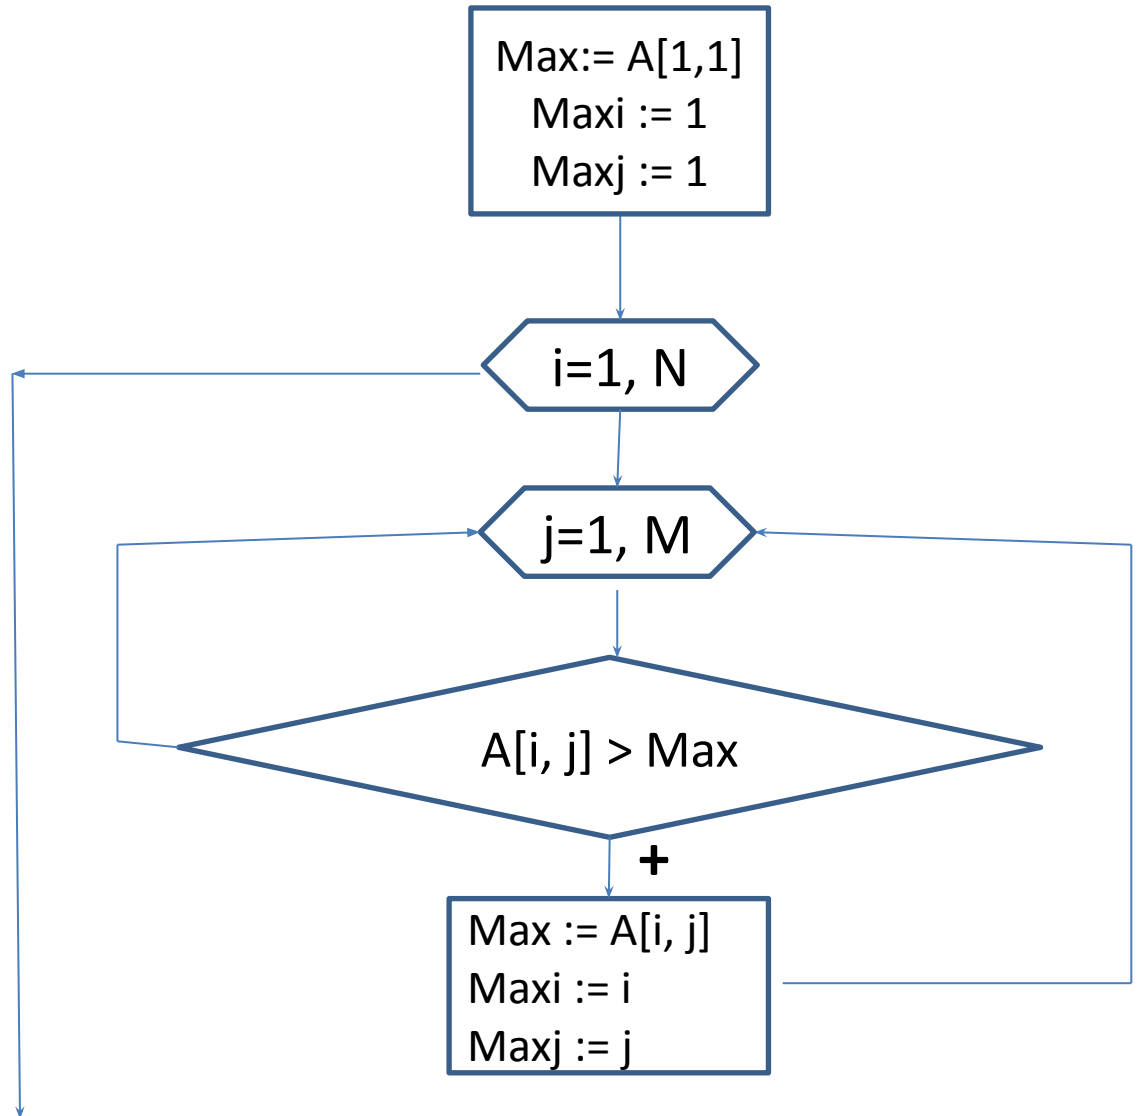 Max:= A[1,1]
Maxi := 1
Maxj := 1
i=1, N
j=1, M
A[i, j] > Max
+
Max := A[i, j]
Maxi := i
Maxj := j